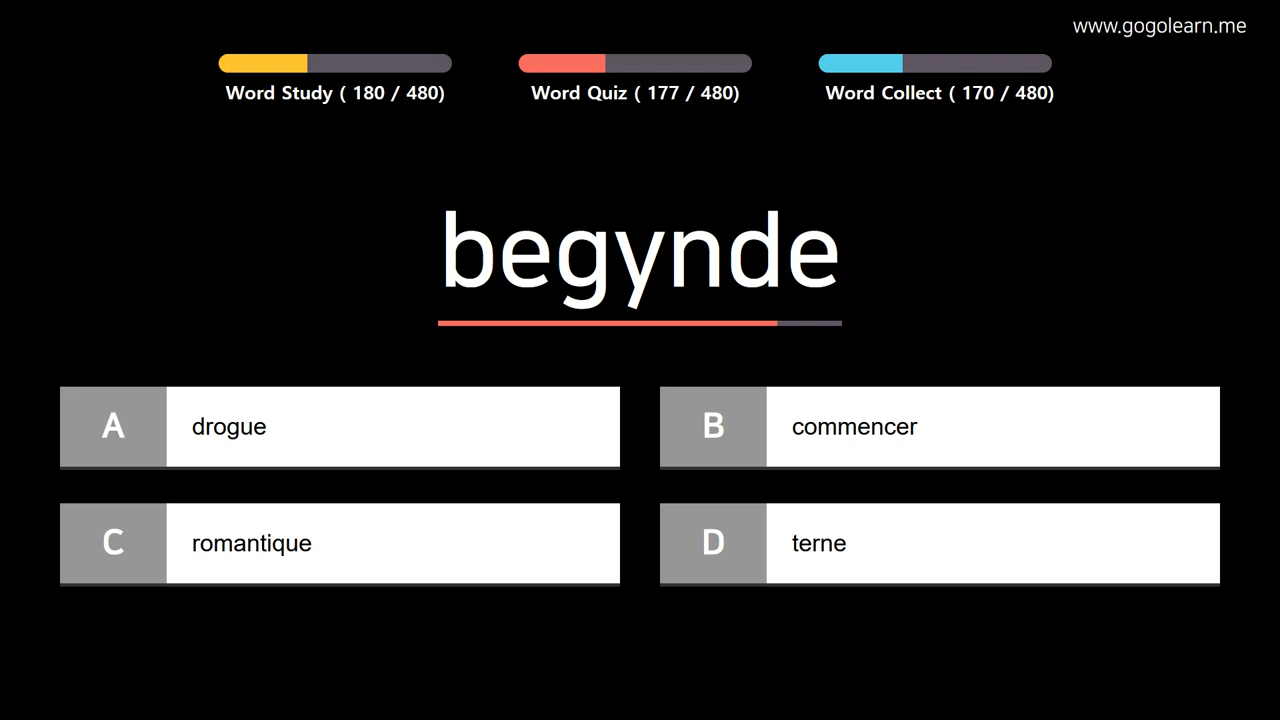 www.gogolearn.me
Word Study ( 180 / 480)
Word Quiz ( 177 / 480)
Word Collect ( 170 / 480)
begynde
A drogue
B commencer
C romantique
D terne